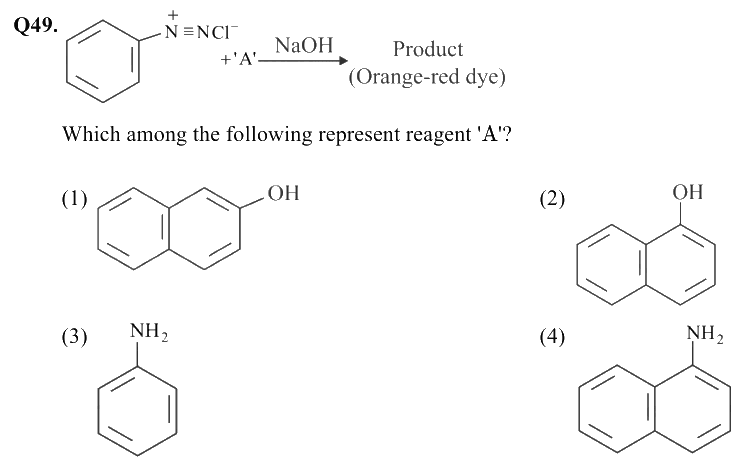 Q49.
+
N≡NCl⁻
+'A' NaOH Product
(Orange-red dye)
Which among the following represent reagent 'A'?
(1) OH
(2) OH
(3) NH₂
(4) NH₂